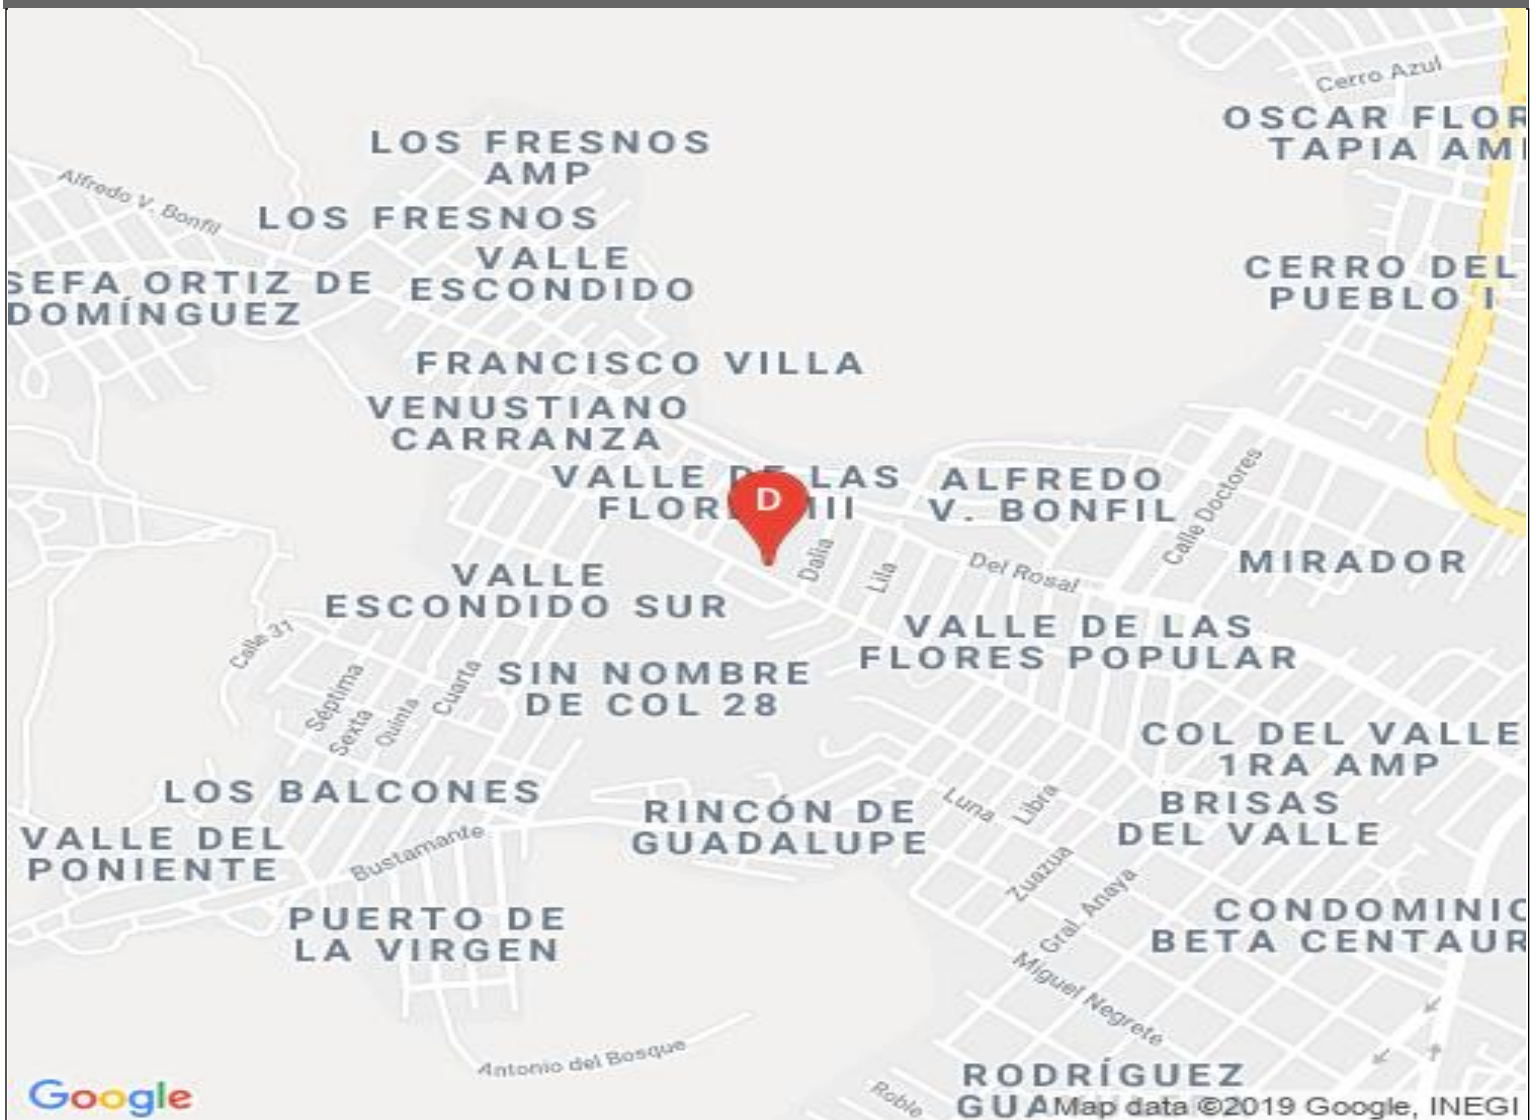 Cerro Azul
OSCAR FLOR
TAPIA AM
LOS FRESNOS
AMP
Alfredo V. Bonfil
LOS FRESNOS
VALLE
ESCONDIDO
SEFA ORTIZ DE
DOMÍNGUEZ
CERRO DEL
PUEBLO I
FRANCISCO VILLA
VENUSTIANO
CARRANZA
VALLE DE LAS
FLOR III
D
ALFREDO
V. BONFIL
Calle Doctores
MIRADOR
Dalia
Lila
Del Rosal
VALLE
ESCONDIDO SUR
VALLE DE LAS
FLORES POPULAR
Calle 31
SIN NOMBRE
DE COL 28
Séptima
Sexta
Quinta
Cuarta
COL DEL VALLE
1RA AMP
LOS BALCONES
RINCÓN DE
GUADALUPE
Luna
Libra
BRISAS
DEL VALLE
VALLE DEL
PONIENTE
Bustamante
Zuazua
Gral. Anaya
PUERTO DE
LA VIRGEN
CONDOMINIO
BETA CENTAUR
Miguel Negrete
Antonio del Bosque
RODRÍGUEZ
GUA
Roble
Google
Map data ©2019 Google, INEGI